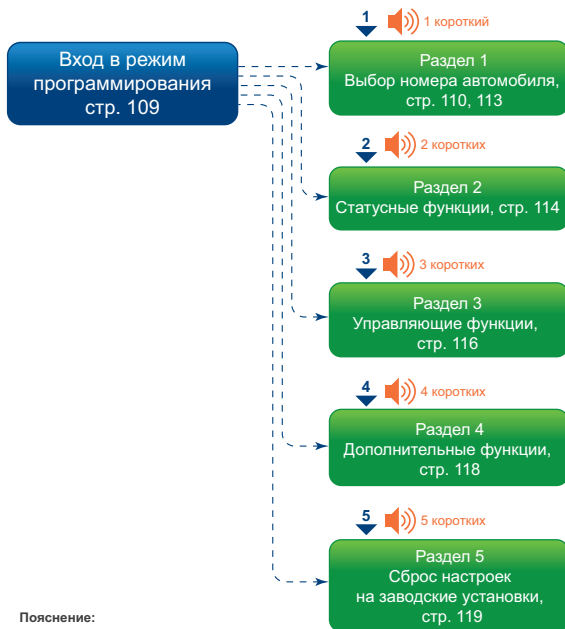 1 1 короткий
Вход в режим
программирования
стр. 109
Раздел 1
Выбор номера автомобиля,
стр. 110, 113
2 2 коротких
Раздел 2
Статусные функции, стр. 114
3 3 коротких
Раздел 3
Управляющие функции,
стр. 116
4 4 коротких
Раздел 4
Дополнительные функции,
стр. 118
5 5 коротких
Раздел 5
Сброс настроек
на заводские установки,
стр. 119
Пояснение: